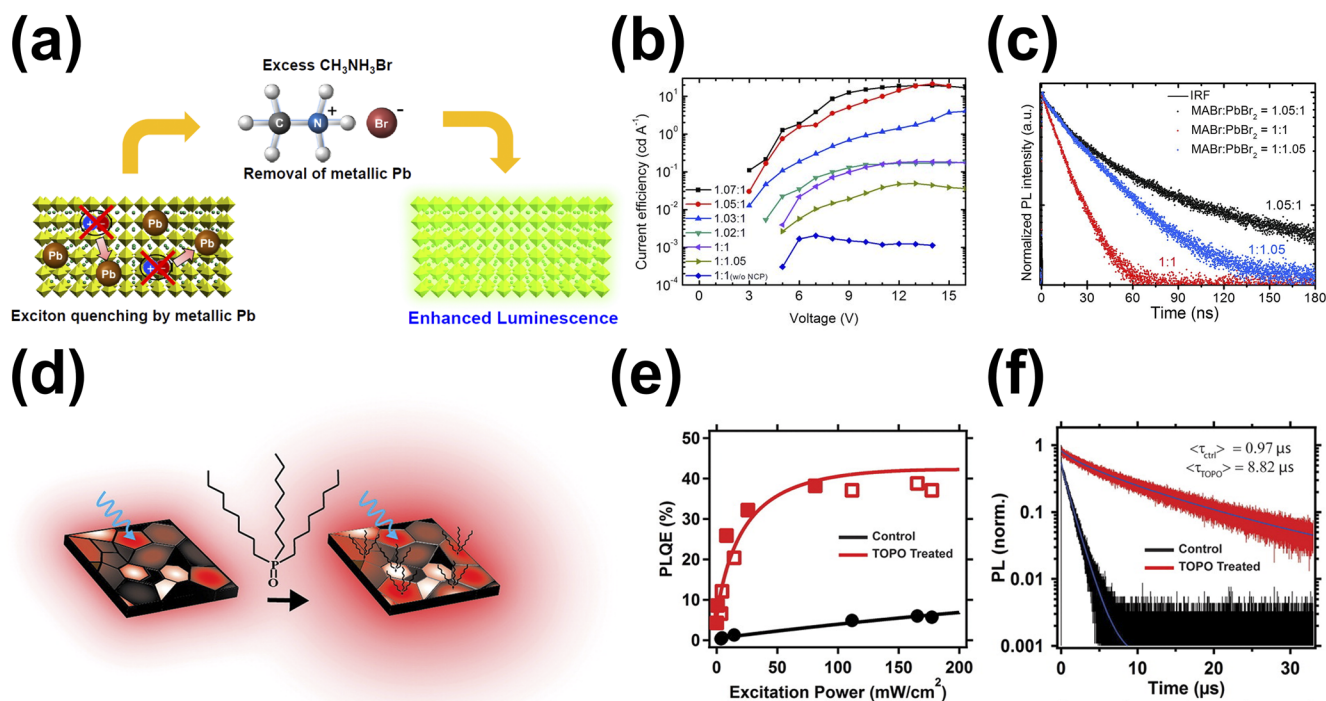 (a)
Excess CH₃NH₃Br
C
N
+
Br
-
Removal of metallic Pb
Pb
Pb
Pb
Pb
+
-
Exciton quenching by metallic Pb
Enhanced Luminescence
(b)
Current efficiency (cd A⁻¹)
10¹
10⁰
10⁻¹
10⁻²
10⁻³
10⁻⁴
1.07:1
1.05:1
1.03:1
1.02:1
1:1
1:1.05
1:1 (w/o NCP)
0 3 6 9 12 15
Voltage (V)
(c)
Normalized PL intensity (a.u.)
IRF
MABr:PbBr₂ = 1.05:1
MABr:PbBr₂ = 1:1
MABr:PbBr₂ = 1:1.05
1.05:1
1:1.05
1:1
0 30 60 90 120 150 180
Time (ns)
(d)
P
O
(e)
PLQE (%)
50
40
30
20
10
0
Control
TOPO Treated
0 50 100 150 200
Excitation Power (mW/cm²)
(f)
PL (norm.)
1
0.1
0.01
0.001
<τctrl> = 0.97 µs
<τTOPO> = 8.82 µs
Control
TOPO Treated
0 10 20 30
Time (µs)